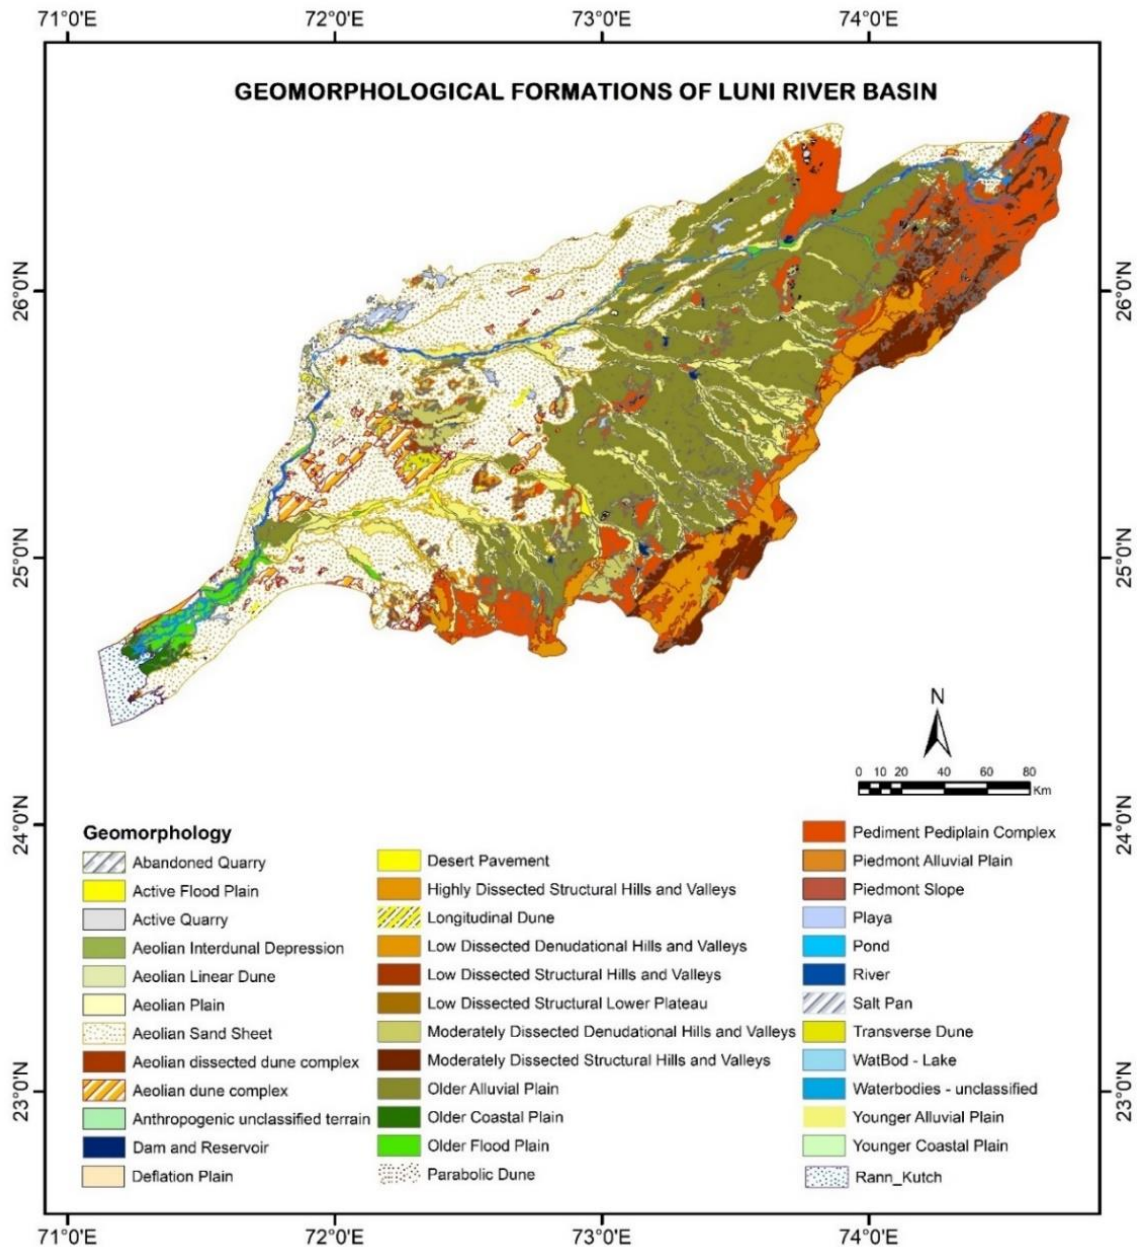 71°0'E 72°0'E 73°0'E 74°0'E
GEOMORPHOLOGICAL FORMATIONS OF LUNI RIVER BASIN
26°0'N 26°0'N
25°0'N 25°0'N
N
0 10 20 40 60 80
Km
24°0'N 24°0'N
Geomorphology
Abandoned Quarry
Active Flood Plain
Active Quarry
Aeolian Interdunal Depression
Aeolian Linear Dune
Aeolian Plain
Aeolian Sand Sheet
Aeolian dissected dune complex
Aeolian dune complex
Anthropogenic unclassified terrain
Dam and Reservoir
Deflation Plain
Desert Pavement
Highly Dissected Structural Hills and Valleys
Longitudinal Dune
Low Dissected Denudational Hills and Valleys
Low Dissected Structural Hills and Valleys
Low Dissected Structural Lower Plateau
Moderately Dissected Denudational Hills and Valleys
Moderately Dissected Structural Hills and Valleys
Older Alluvial Plain
Older Coastal Plain
Older Flood Plain
Parabolic Dune
Pediment Pediplain Complex
Piedmont Alluvial Plain
Piedmont Slope
Playa
Pond
River
Salt Pan
Transverse Dune
WatBod - Lake
Waterbodies - unclassified
Younger Alluvial Plain
Younger Coastal Plain
Rann_Kutch
23°0'N 23°0'N
71°0'E 72°0'E 73°0'E 74°0'E